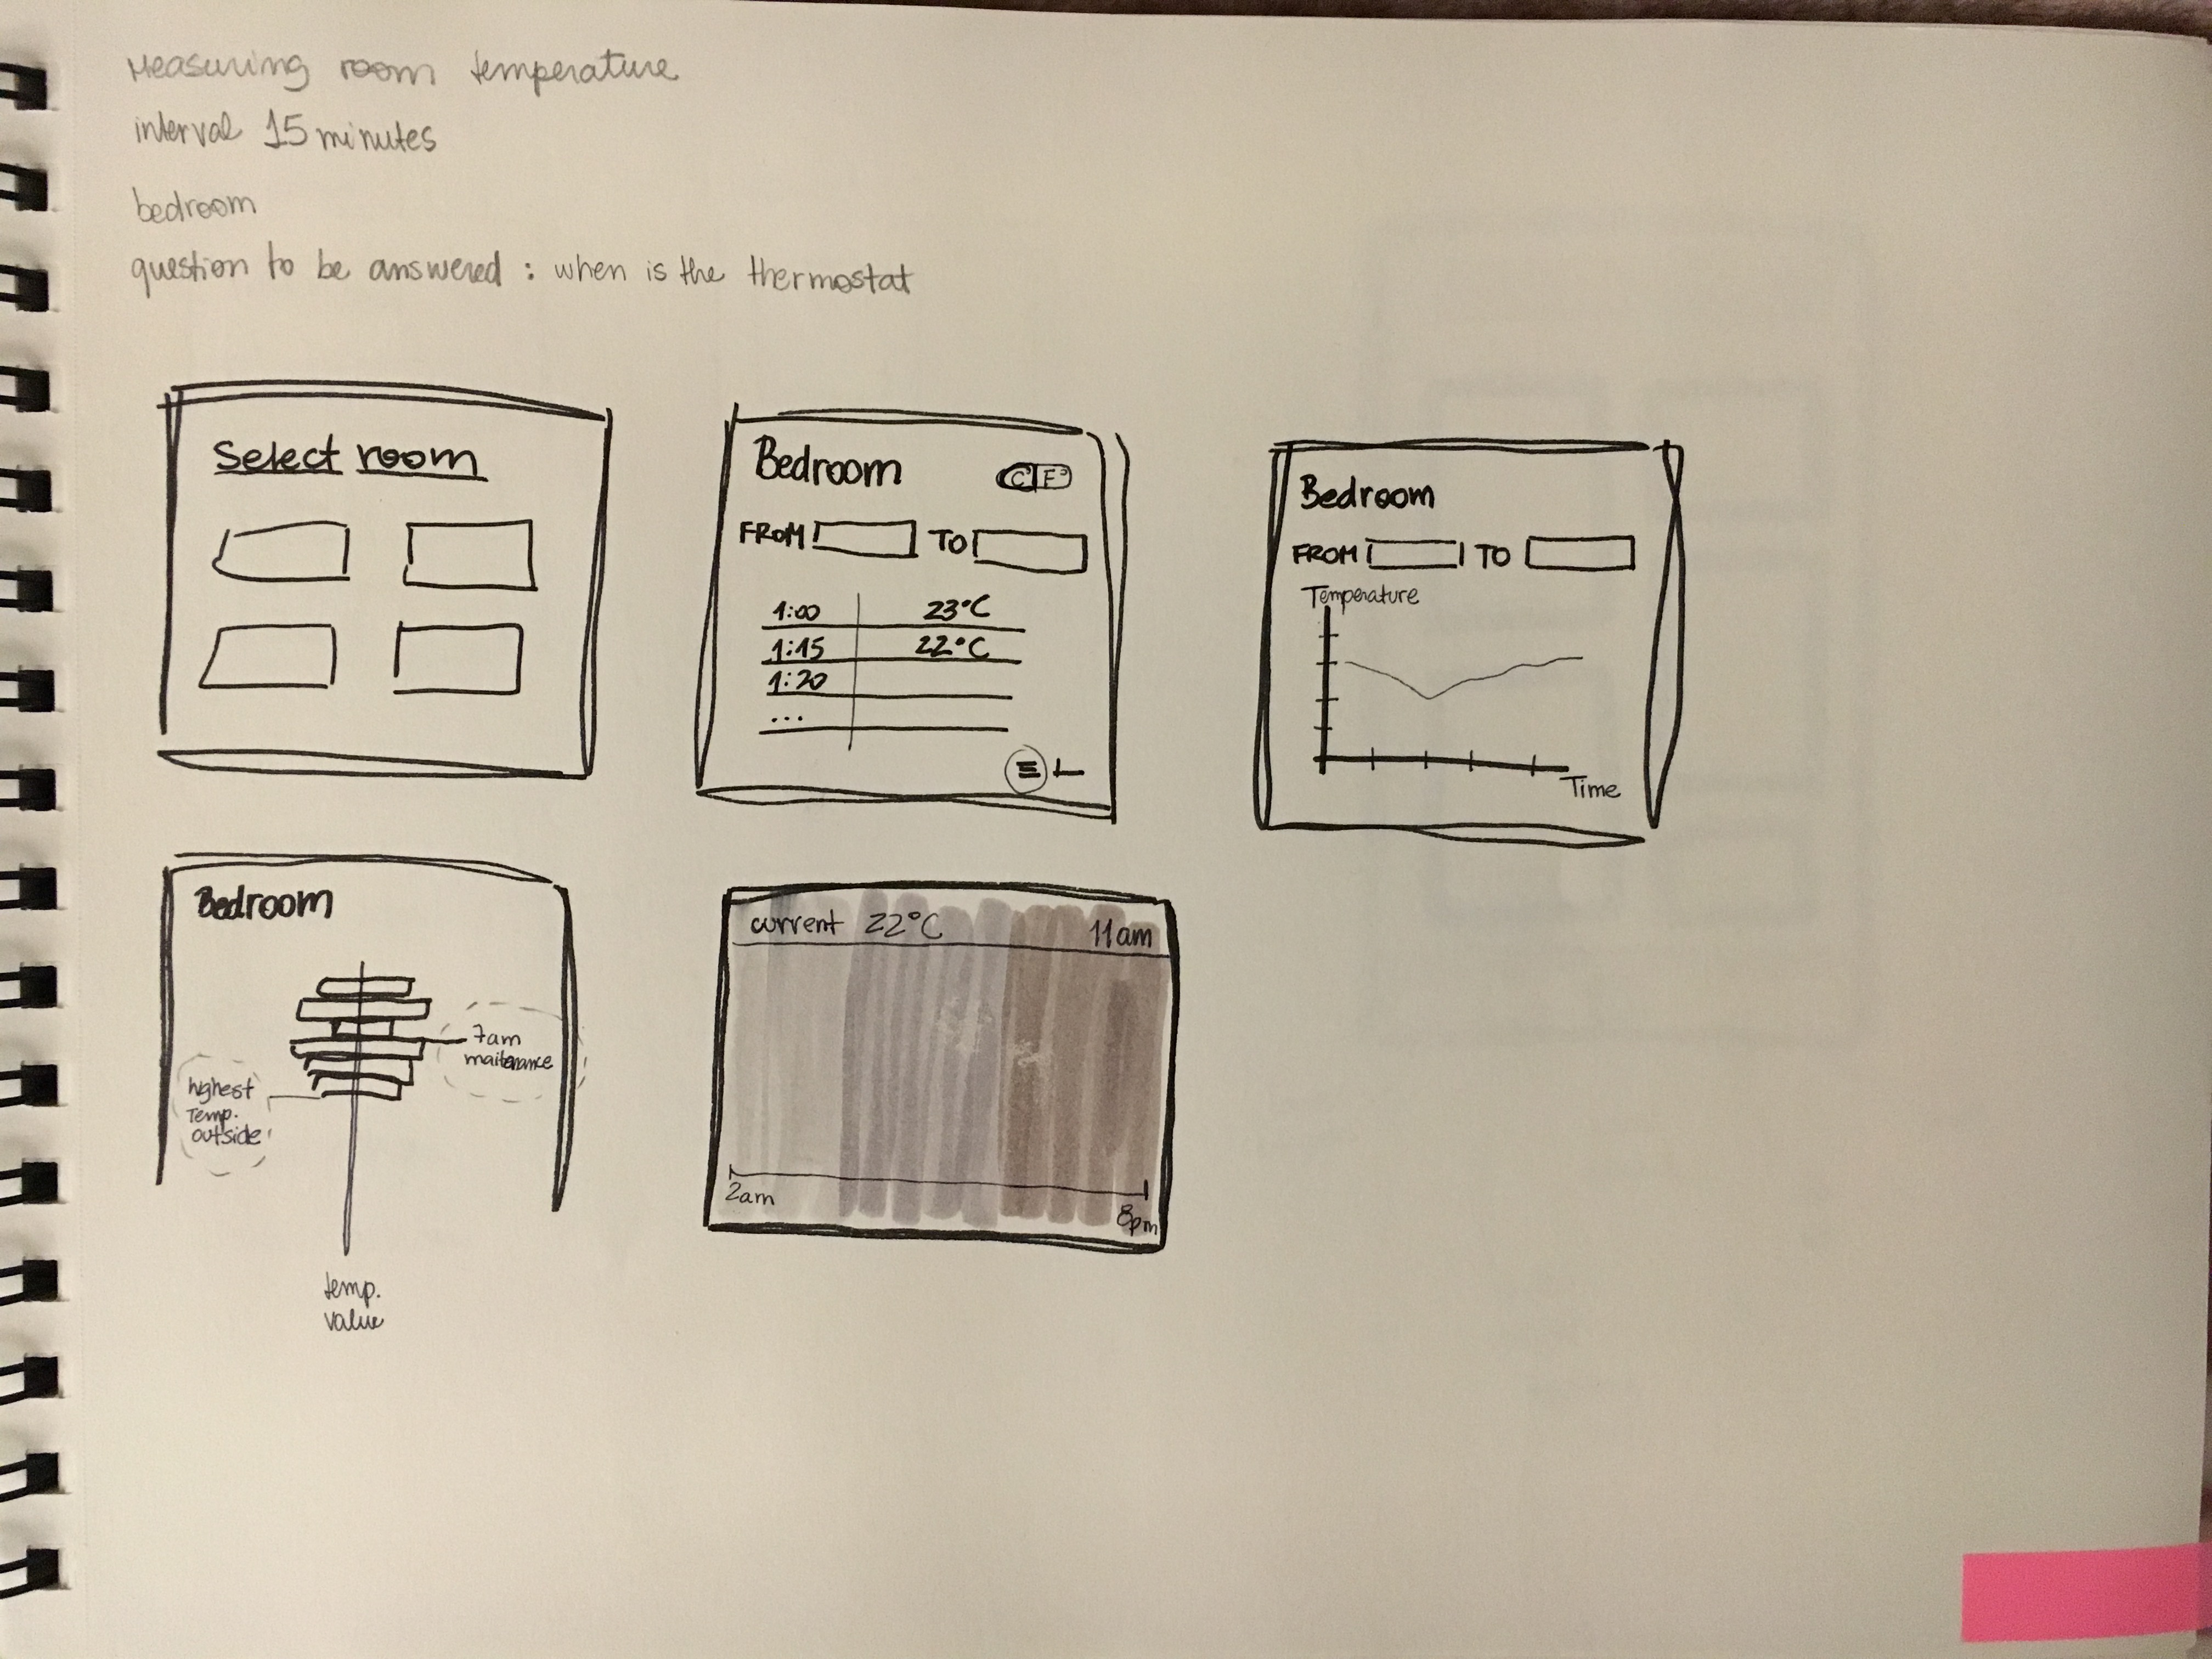 Measuring room temperature
interval 15 minutes
bedroom
question to be answered : when is the thermostat
Select room
Bedroom
C F°
FROM TO
1:00 23°C
1:15 22°C
1:20
...
Bedroom
FROM TO
Temperature
Time
Bedroom
7am
maitenance
highest
Temp.
outside
temp.
value
current 22°C 11am
2am
8pm